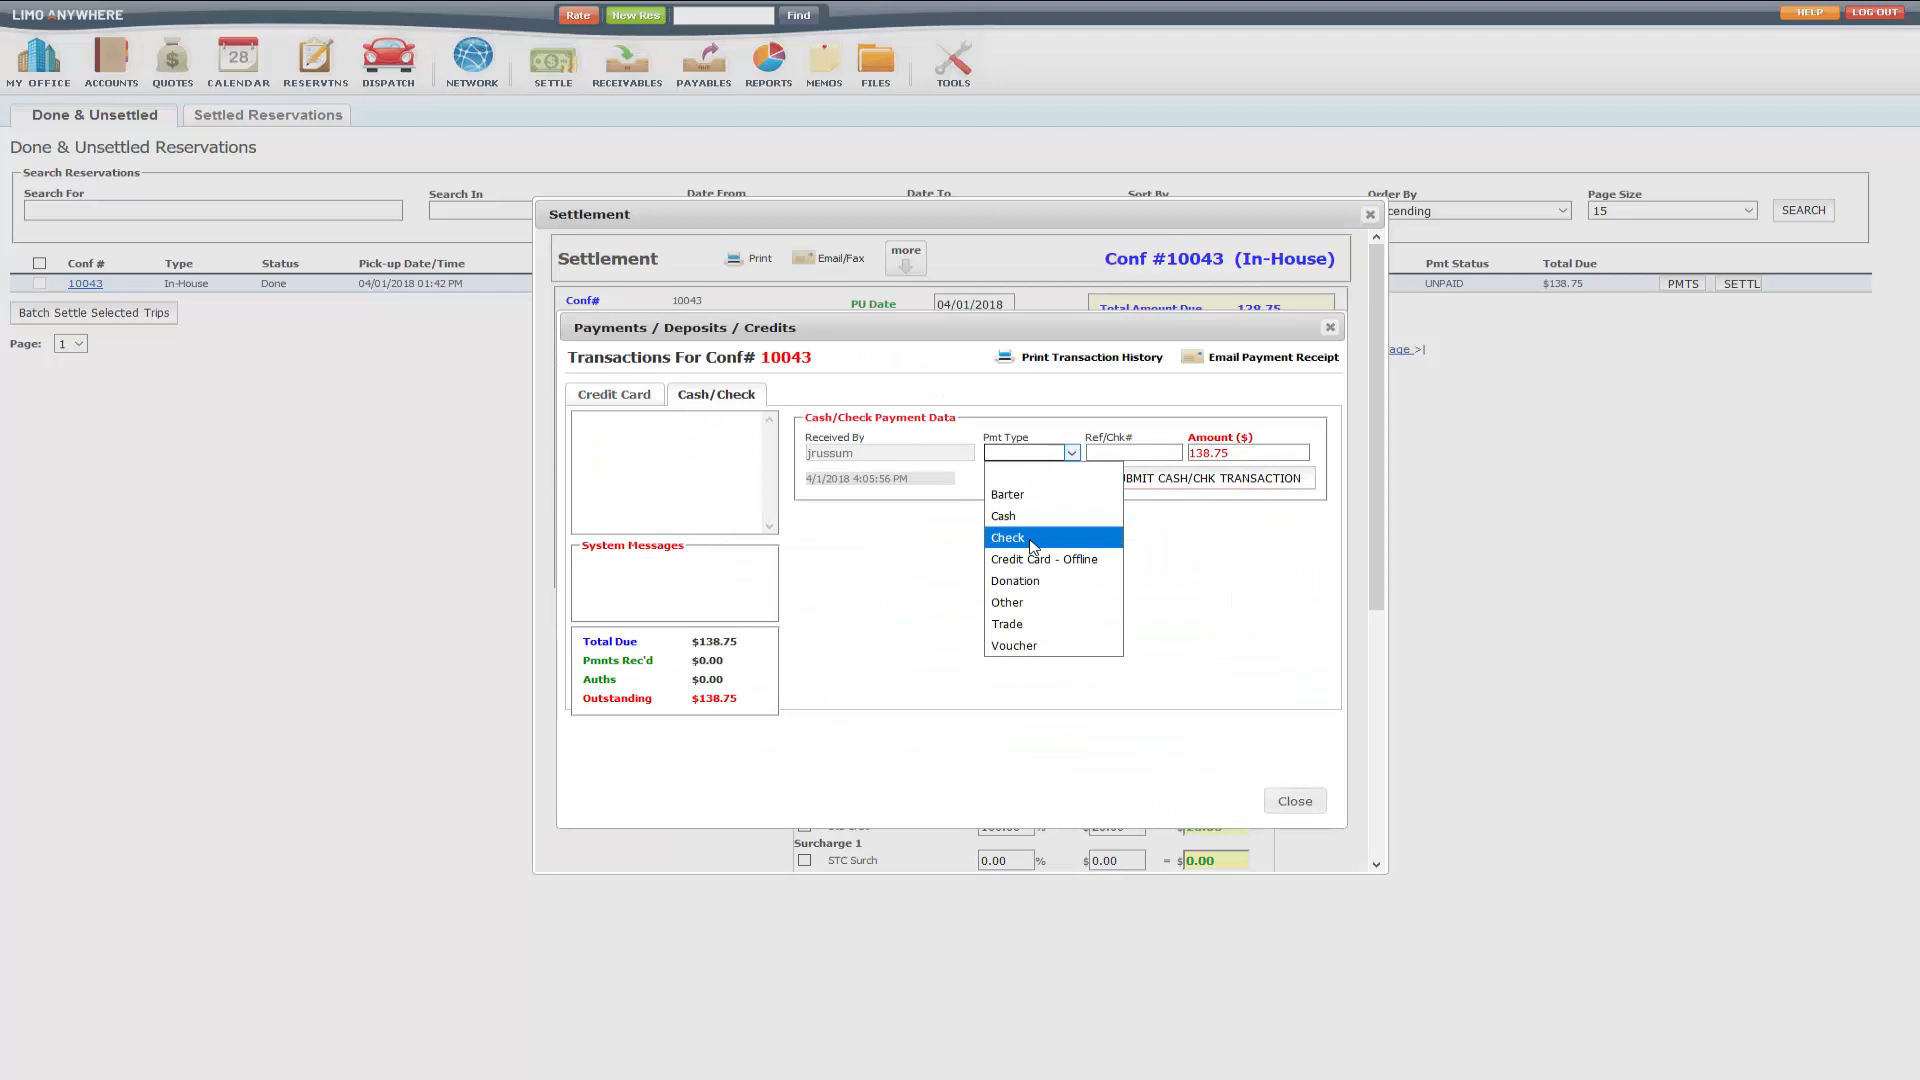 LIMO ANYWHERE
Rate New Res Find HELP LOG OUT
28
MY OFFICE ACCOUNTS QUOTES CALENDAR RESERVTNS DISPATCH NETWORK SETTLE RECEIVABLES PAYABLES REPORTS MEMOS FILES TOOLS
Done & Unsettled Settled Reservations
Done & Unsettled Reservations
Search Reservations
Search For Search In Date From Date To Sort By Order By Page Size
cending 15 SEARCH
Conf # Type Status Pick-up Date/Time Pmt Status Total Due
10043 In-House Done 04/01/2018 01:42 PM UNPAID $138.75 PMTS SETTL
Batch Settle Selected Trips
Page: 1 age >|
Settlement
Settlement Print Email/Fax more Conf #10043 (In-House)
Conf# 10043 PU Date 04/01/2018 Total Amount Due 128.75
Payments / Deposits / Credits
Transactions For Conf# 10043 Print Transaction History Email Payment Receipt
Credit Card Cash/Check
Cash/Check Payment Data
Received By Pmt Type Ref/Chk# Amount ($)
jrussum 138.75
4/1/2018 4:05:56 PM UBMIT CASH/CHK TRANSACTION
Barter
Cash
Check
Credit Card - Offline
Donation
Other
Trade
Voucher
System Messages
Total Due $138.75
Pmnts Rec'd $0.00
Auths $0.00
Outstanding $138.75
Close
Surcharge 1
STC Surch 0.00 % $ 0.00 = $ 0.00